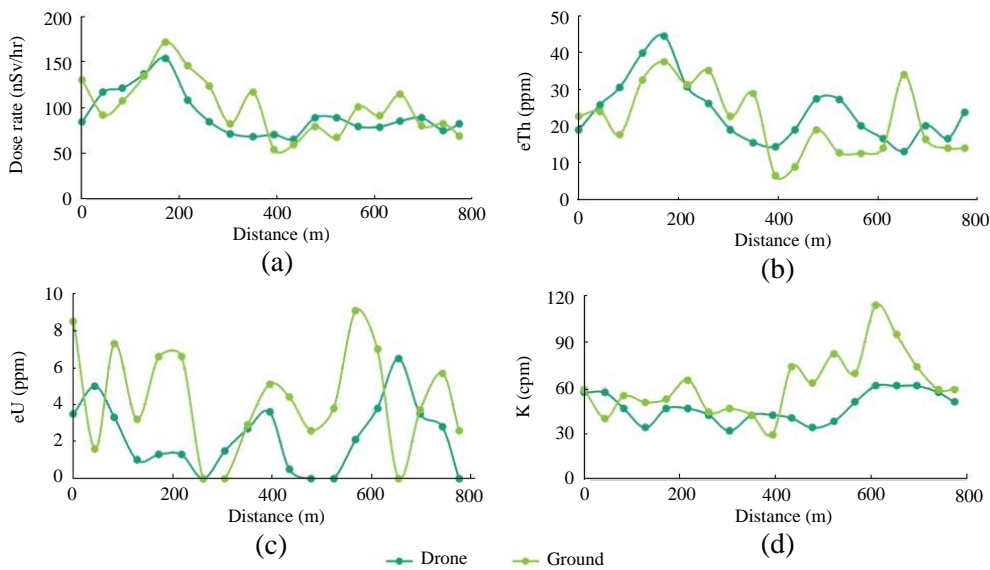 Dose rate (nSv/hr)
200
150
100
50
0
0 200 400 600 800
Distance (m)
(a)
eTh (ppm)
50
40
30
20
10
0
0 200 400 600 800
Distance (m)
(b)
eU (ppm)
10
8
6
4
2
0
0 200 400 600 800
Distance (m)
(c)
K (cpm)
120
90
60
30
0
0 200 400 600 800
Distance (m)
(d)
Drone Ground